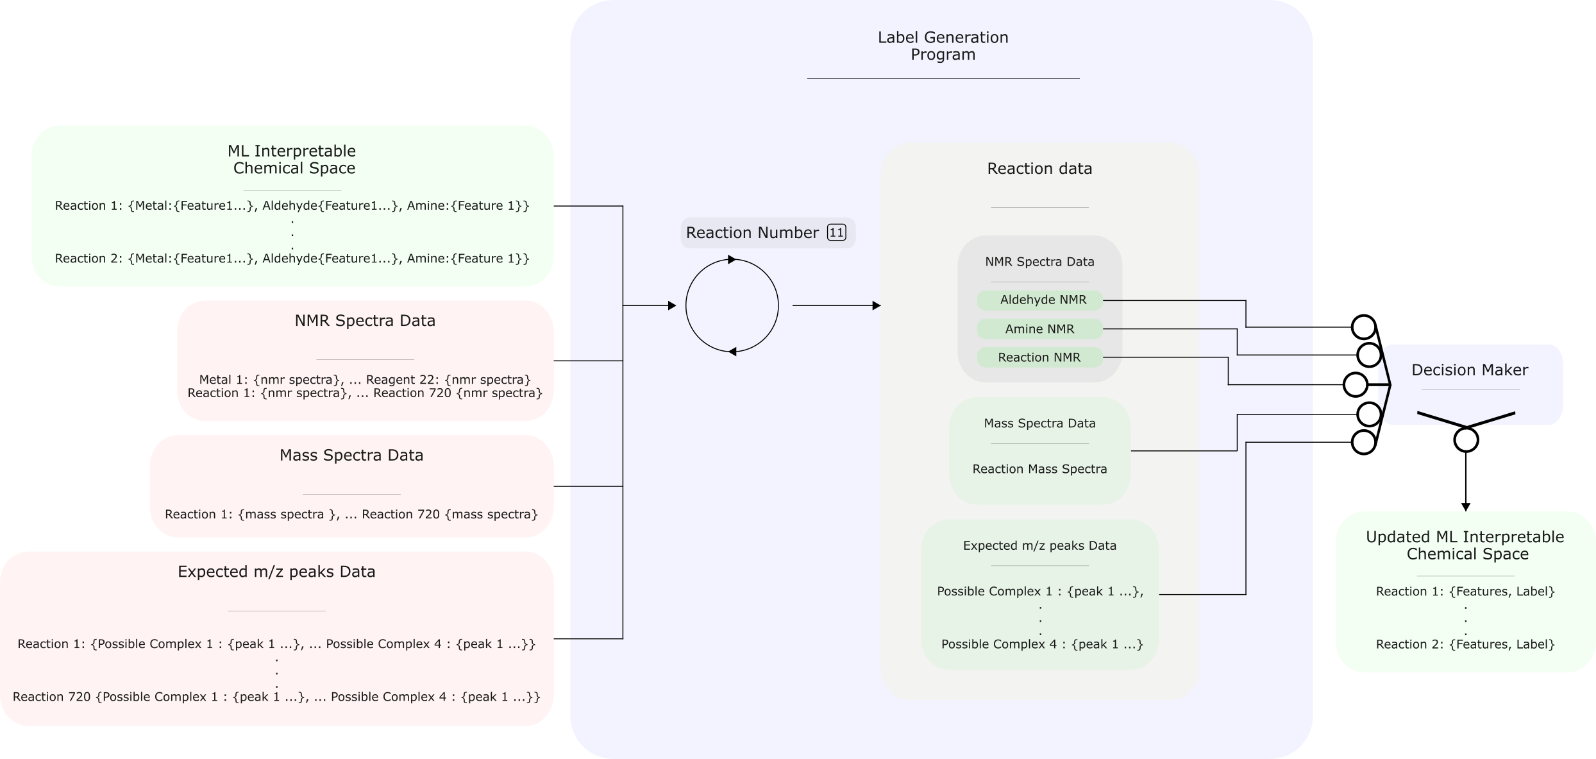 Label Generation
Program
ML Interpretable
Chemical Space
Reaction 1: {Metal:{Feature1...}, Aldehyde{Feature1...}, Amine:{Feature 1}}
.
.
.
Reaction 2: {Metal:{Feature1...}, Aldehyde{Feature1...}, Amine:{Feature 1}}
NMR Spectra Data
Metal 1: {nmr spectra}, ... Reagent 22: {nmr spectra}
Reaction 1: {nmr spectra}, ... Reaction 720 {nmr spectra}
Mass Spectra Data
Reaction 1: {mass spectra }, ... Reaction 720 {mass spectra}
Expected m/z peaks Data
Reaction 1: {Possible Complex 1 : {peak 1 ...}, ... Possible Complex 4 : {peak 1 ...}}
.
.
.
Reaction 720 {Possible Complex 1 : {peak 1 ...}, ... Possible Complex 4 : {peak 1 ...}}
Reaction Number 11
Reaction data
NMR Spectra Data
Aldehyde NMR
Amine NMR
Reaction NMR
Mass Spectra Data
Reaction Mass Spectra
Expected m/z peaks Data
Possible Complex 1 : {peak 1 ...},
.
.
.
Possible Complex 4 : {peak 1 ...}
Decision Maker
Updated ML Interpretable
Chemical Space
Reaction 1: {Features, Label}
.
.
.
Reaction 2: {Features, Label}